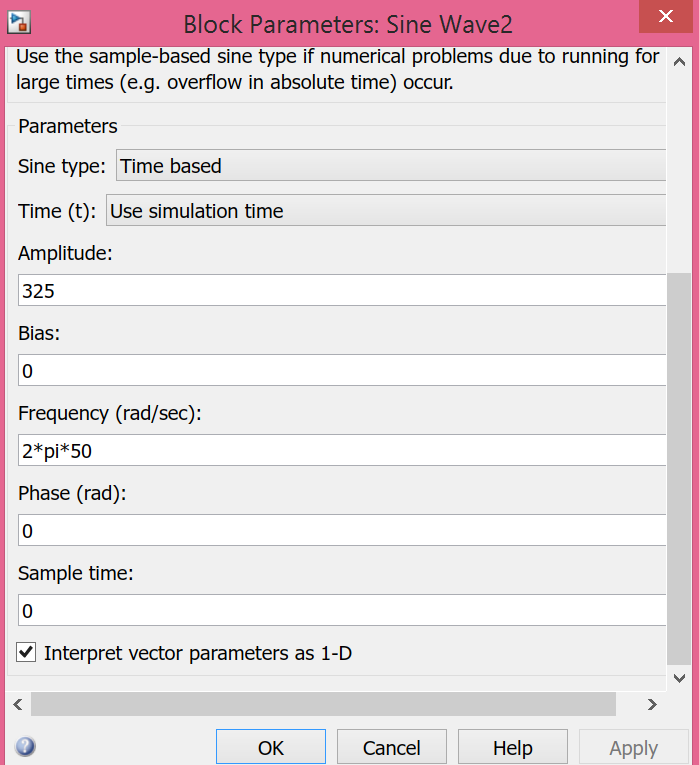 Block Parameters: Sine Wave2
Use the sample-based sine type if numerical problems due to running for
large times (e.g. overflow in absolute time) occur.
Parameters
Sine type: Time based
Time (t): Use simulation time
Amplitude:
325
Bias:
0
Frequency (rad/sec):
2*pi*50
Phase (rad):
0
Sample time:
0
Interpret vector parameters as 1-D
OK Cancel Help Apply